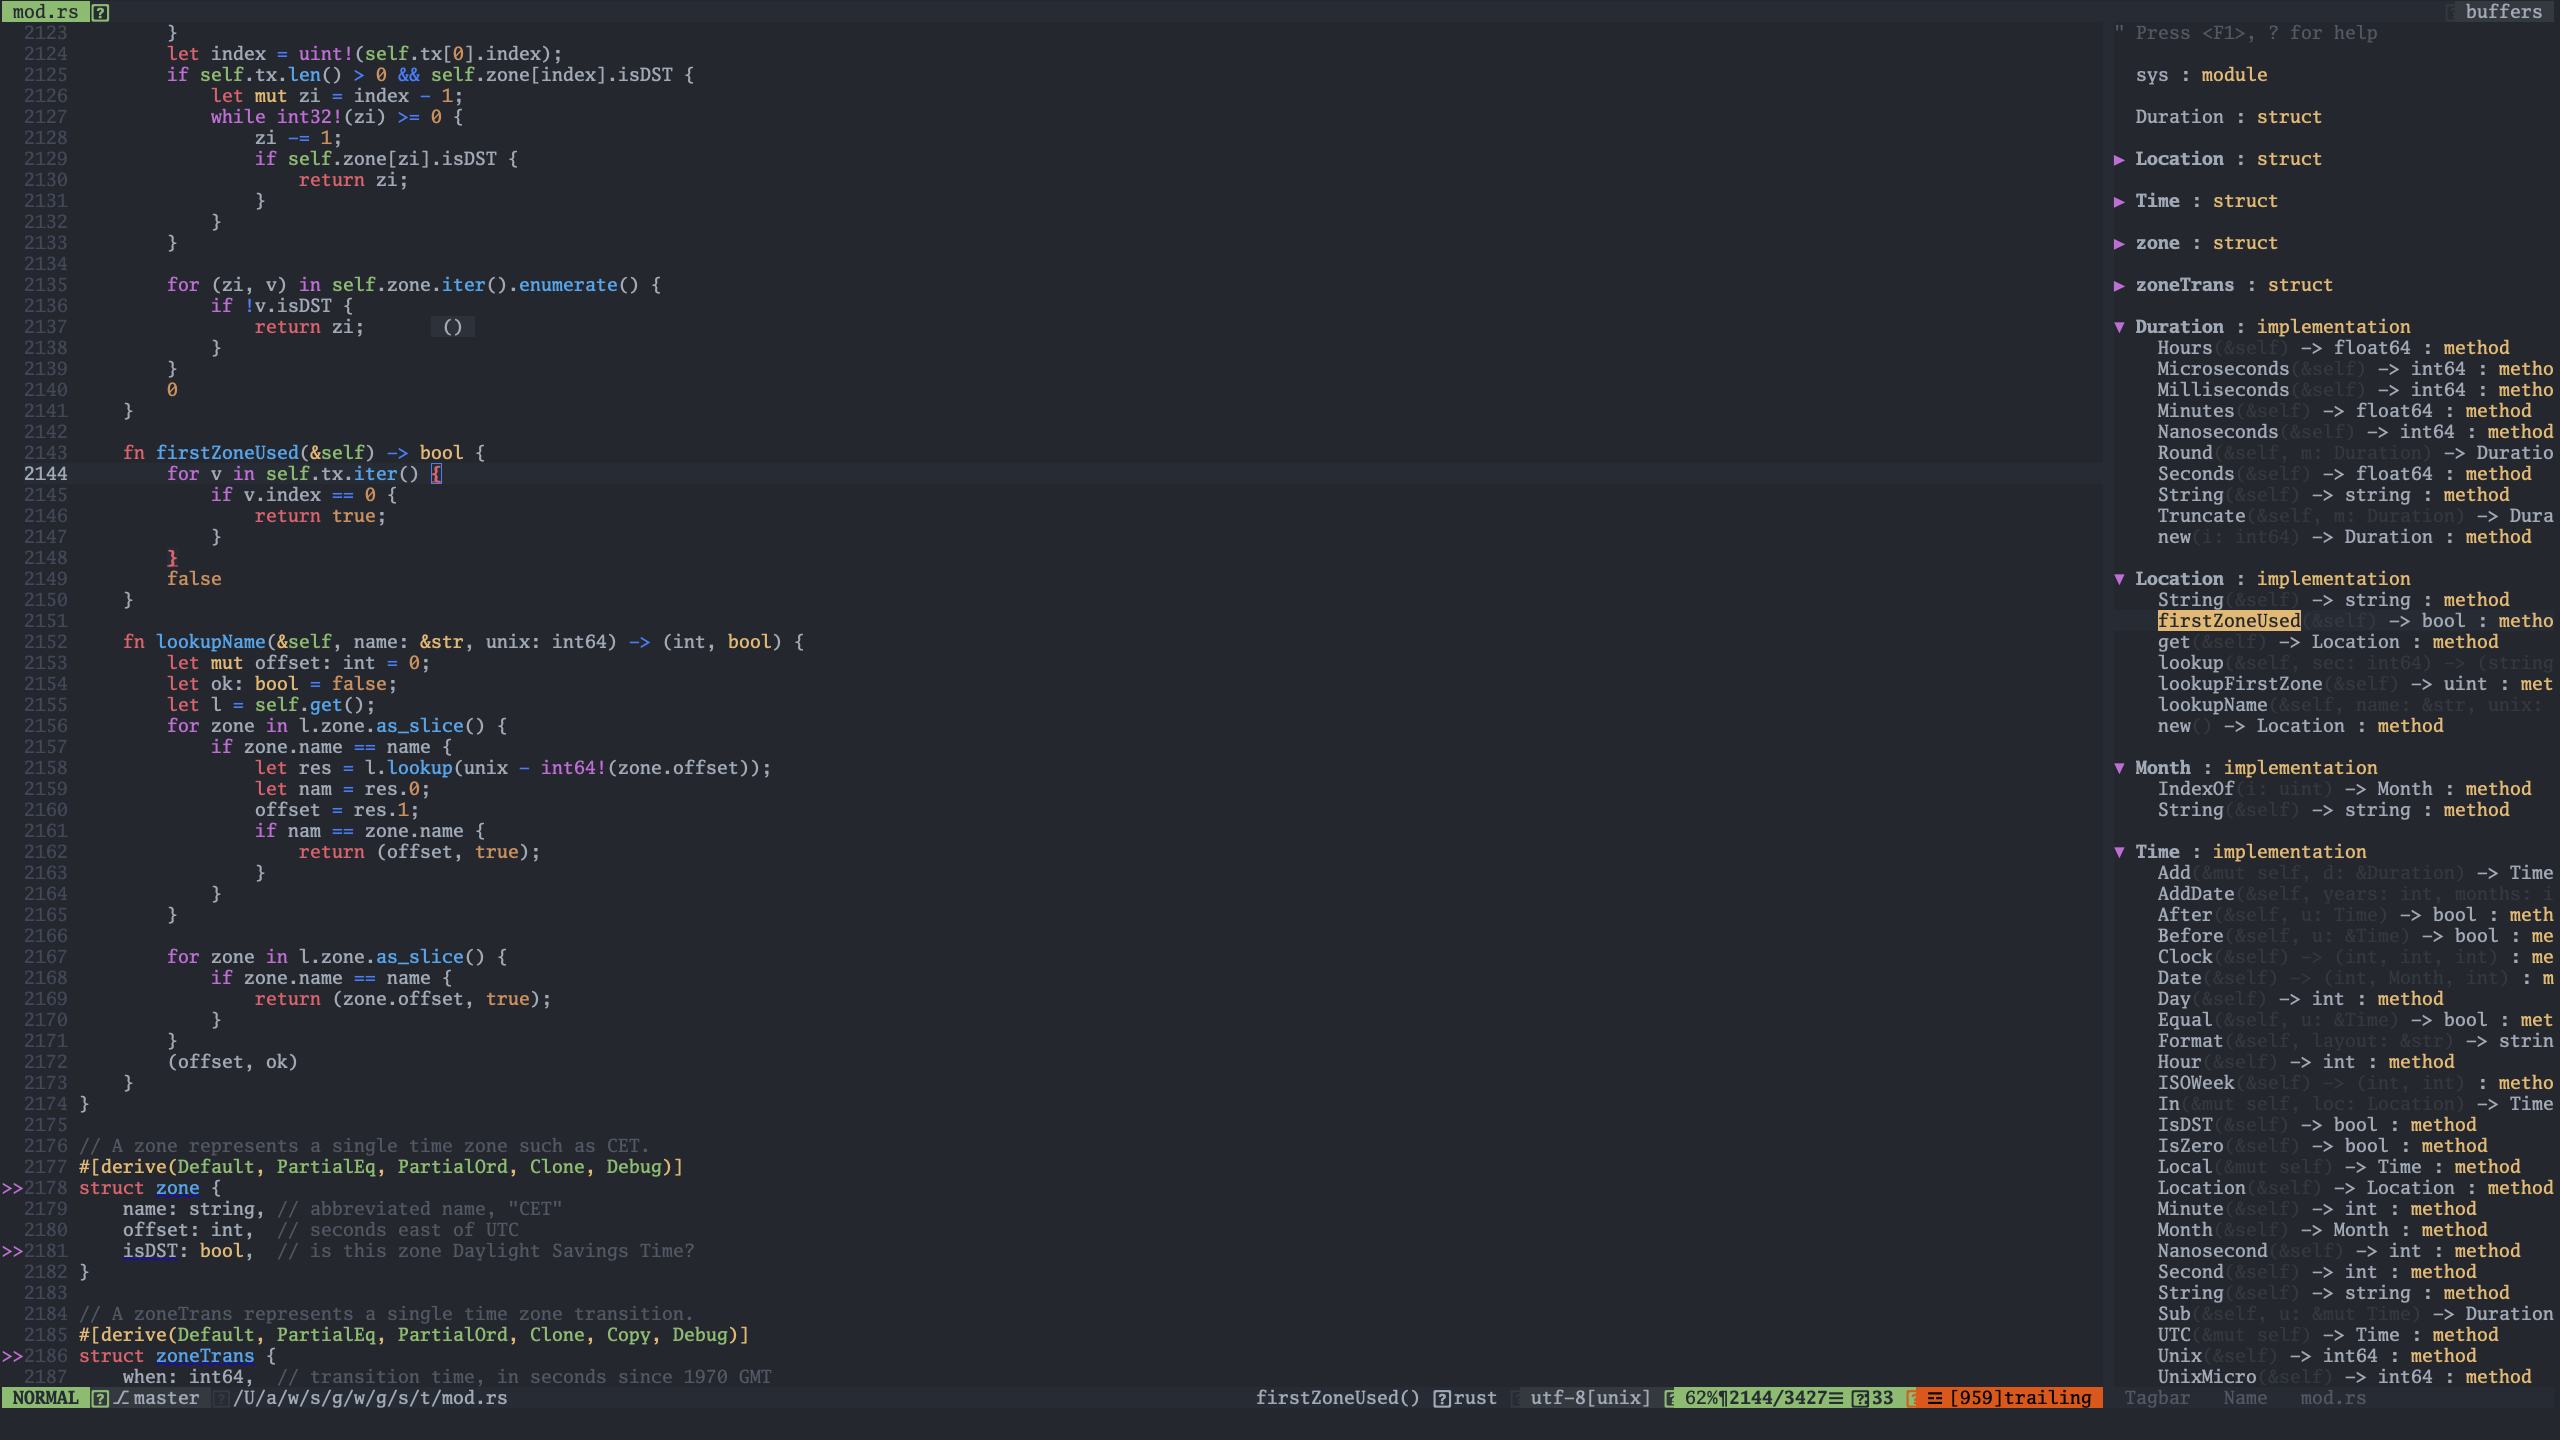 mod.rs buffers
2123         }
2124         let index = uint!(self.tx[0].index);
2125         if self.tx.len() > 0 && self.zone[index].isDST {
2126             let mut zi = index - 1;
2127             while int32!(zi) >= 0 {
2128                 zi -= 1;
2129                 if self.zone[zi].isDST {
2130                     return zi;
2131                 }
2132             }
2133         }
2134
2135         for (zi, v) in self.zone.iter().enumerate() {
2136             if !v.isDST {
2137                 return zi;       ()
2138             }
2139         }
2140         0
2141     }
2142
2143     fn firstZoneUsed(&self) -> bool {
2144         for v in self.tx.iter() {
2145             if v.index == 0 {
2146                 return true;
2147             }
2148         }
2149         false
2150     }
2151
2152     fn lookupName(&self, name: &str, unix: int64) -> (int, bool) {
2153         let mut offset: int = 0;
2154         let ok: bool = false;
2155         let l = self.get();
2156         for zone in l.zone.as_slice() {
2157             if zone.name == name {
2158                 let res = l.lookup(unix - int64!(zone.offset));
2159                 let nam = res.0;
2160                 offset = res.1;
2161                 if nam == zone.name {
2162                     return (offset, true);
2163                 }
2164             }
2165         }
2166
2167         for zone in l.zone.as_slice() {
2168             if zone.name == name {
2169                 return (zone.offset, true);
2170             }
2171         }
2172         (offset, ok)
2173     }
2174 }
2175
2176 // A zone represents a single time zone such as CET.
2177 #[derive(Default, PartialEq, PartialOrd, Clone, Debug)]
>>2178 struct zone {
2179     name: string, // abbreviated name, "CET"
2180     offset: int,  // seconds east of UTC
>>2181     isDST: bool,  // is this zone Daylight Savings Time?
2182 }
2183
2184 // A zoneTrans represents a single time zone transition.
2185 #[derive(Default, PartialEq, PartialOrd, Clone, Copy, Debug)]
>>2186 struct zoneTrans {
2187     when: int64,  // transition time, in seconds since 1970 GMT
NORMAL master /U/a/w/s/g/w/g/s/t/mod.rs firstZoneUsed() rust utf-8[unix] 62%¶2144/3427☰ 33 ☲ [959]trailing
" Press <F1>, ? for help
sys : module
Duration : struct
▶ Location : struct
▶ Time : struct
▶ zone : struct
▶ zoneTrans : struct
▼ Duration : implementation
Hours(&self) -> float64 : method
Microseconds(&self) -> int64 : metho
Milliseconds(&self) -> int64 : metho
Minutes(&self) -> float64 : method
Nanoseconds(&self) -> int64 : method
Round(&self, m: Duration) -> Duratio
Seconds(&self) -> float64 : method
String(&self) -> string : method
Truncate(&self, m: Duration) -> Dura
new(i: int64) -> Duration : method
▼ Location : implementation
String(&self) -> string : method
firstZoneUsed(&self) -> bool : metho
get(&self) -> Location : method
lookup(&self, sec: int64) -> (string
lookupFirstZone(&self) -> uint : met
lookupName(&self, name: &str, unix:
new() -> Location : method
▼ Month : implementation
IndexOf(i: uint) -> Month : method
String(&self) -> string : method
▼ Time : implementation
Add(&mut self, d: &Duration) -> Time
AddDate(&self, years: int, months: i
After(&self, u: Time) -> bool : meth
Before(&self, u: &Time) -> bool : me
Clock(&self) -> (int, int, int) : me
Date(&self) -> (int, Month, int) : m
Day(&self) -> int : method
Equal(&self, u: &Time) -> bool : met
Format(&self, layout: &str) -> strin
Hour(&self) -> int : method
ISOWeek(&self) -> (int, int) : metho
In(&mut self, loc: Location) -> Time
IsDST(&self) -> bool : method
IsZero(&self) -> bool : method
Local(&mut self) -> Time : method
Location(&self) -> Location : method
Minute(&self) -> int : method
Month(&self) -> Month : method
Nanosecond(&self) -> int : method
Second(&self) -> int : method
String(&self) -> string : method
Sub(&self, u: &mut Time) -> Duration
UTC(&mut self) -> Time : method
Unix(&self) -> int64 : method
UnixMicro(&self) -> int64 : method
Tagbar Name mod.rs